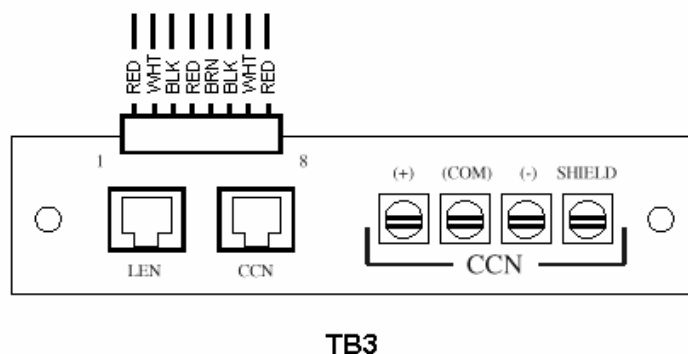 RED WHT BLK RED BRN BLK WHT RED
1 8
(+) (COM) (-) SHIELD
LEN CCN CCN
TB3